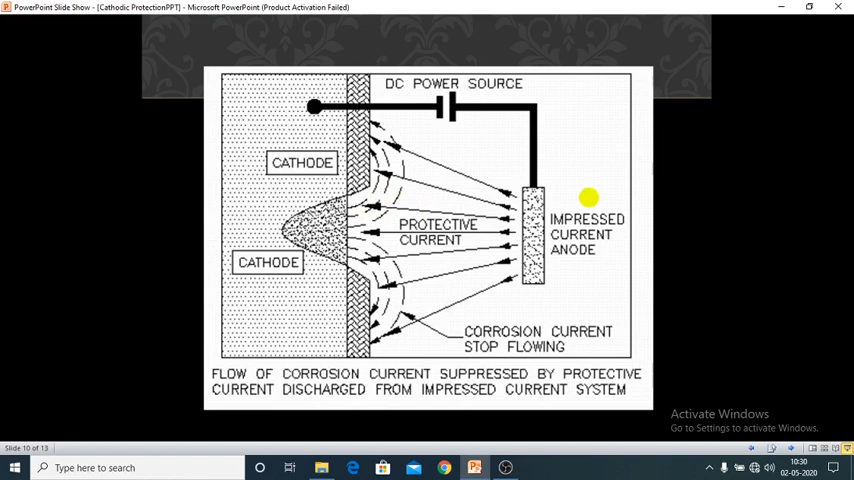 PowerPoint Slide Show - [Cathodic ProtectionPPT] - Microsoft PowerPoint (Product Activation Failed)
DC POWER SOURCE
CATHODE
CATHODE
PROTECTIVE
CURRENT
IMPRESSED
CURRENT
ANODE
CORROSION CURRENT
STOP FLOWING
FLOW OF CORROSION CURRENT SUPPRESSED BY PROTECTIVE
CURRENT DISCHARGED FROM IMPRESSED CURRENT SYSTEM
Activate Windows
Go to Settings to activate Windows.
Slide 10 of 13
Type here to search
10:30
02-05-2020